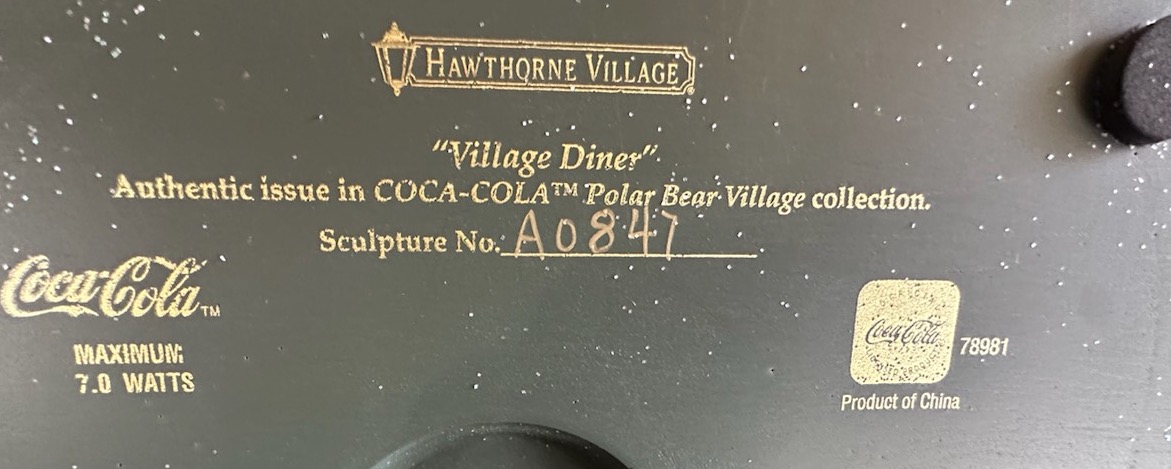 HAWTHORNE VILLAGE
"Village Diner"
Authentic issue in COCA-COLA™ Polar Bear Village collection.
Sculpture No. A0847
Coca-Cola™
MAXIMUM
7.0 WATTS
Coca-Cola
78981
Product of China